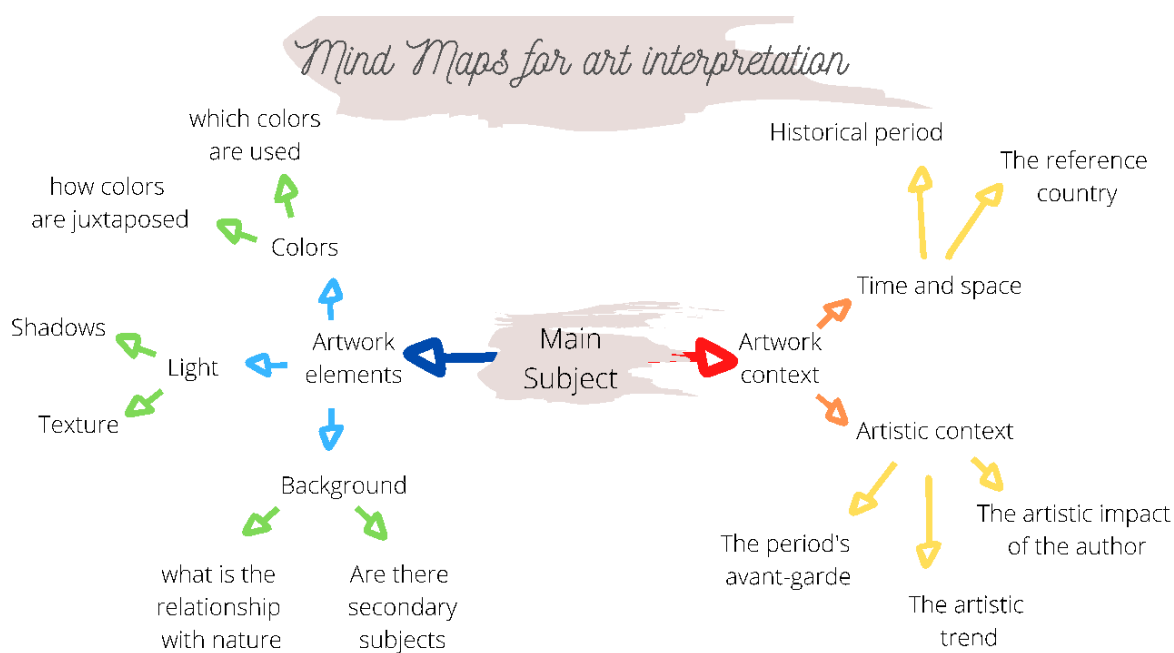 Mind Maps for art interpretation
which colors
are used
how colors
are juxtaposed
Colors
Shadows
Light
Texture
Artwork
elements
Background
what is the
relationship
with nature
Are there
secondary
subjects
Main
Subject
Artwork
context
Historical period
The reference
country
Time and space
Artistic context
The period's
avant-garde
The artistic
trend
The artistic impact
of the author